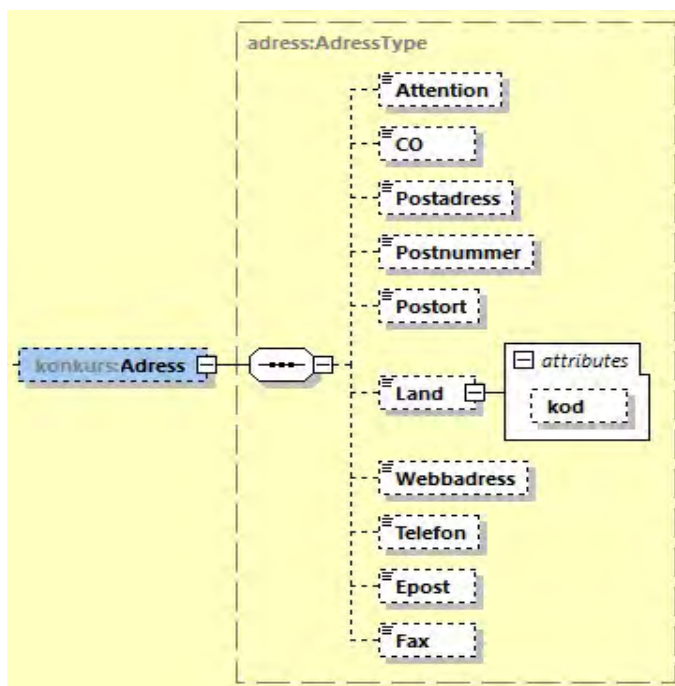 adress:AdressType
Attention
CO
Postadress
Postnummer
Postort
konkurs:Adress
Land
attributes
kod
Webbadress
Telefon
Epost
Fax